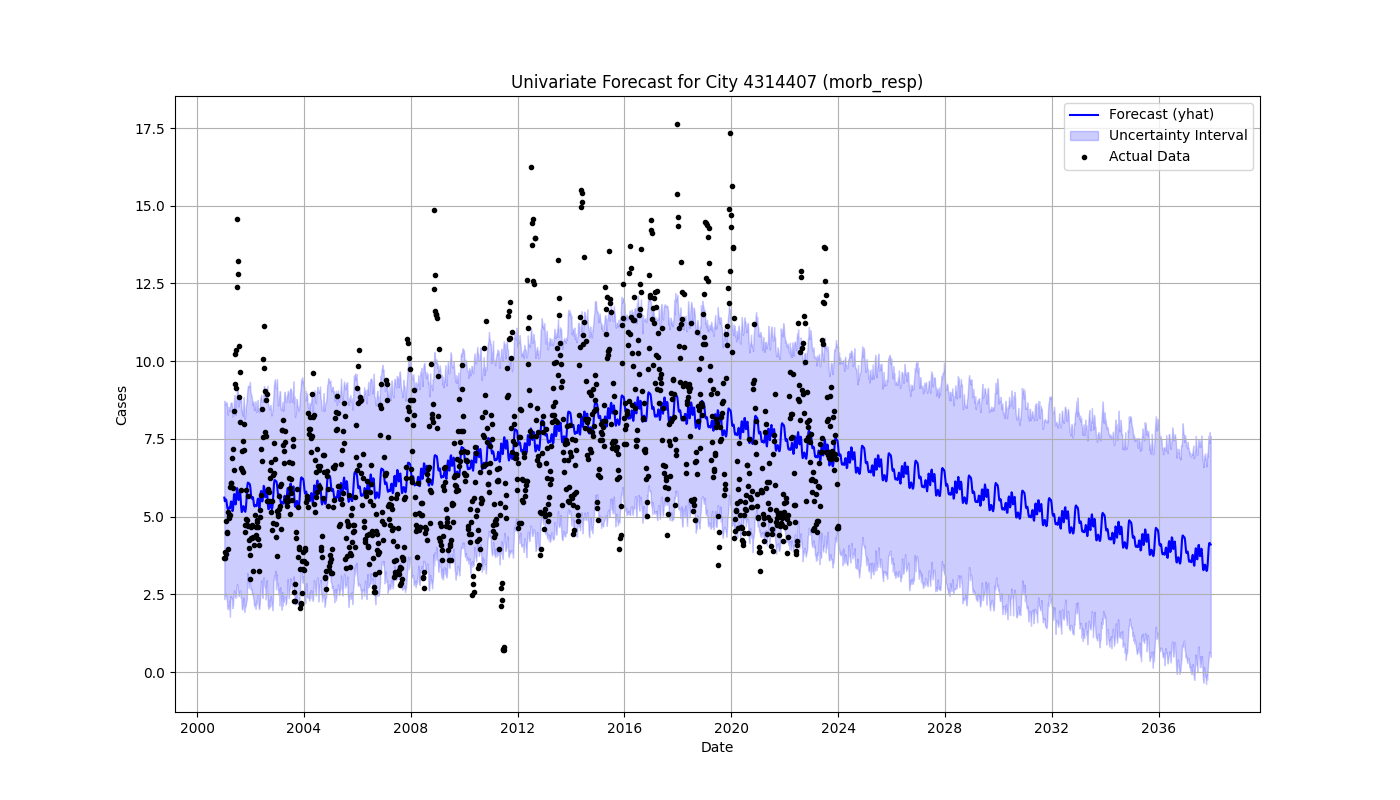 Univariate Forecast for City 4314407 (morb_resp)
Forecast (yhat)
Uncertainty Interval
Actual Data
17.5
15.0
12.5
10.0
7.5
5.0
2.5
0.0
Cases
2000 2004 2008 2012 2016 2020 2024 2028 2032 2036
Date